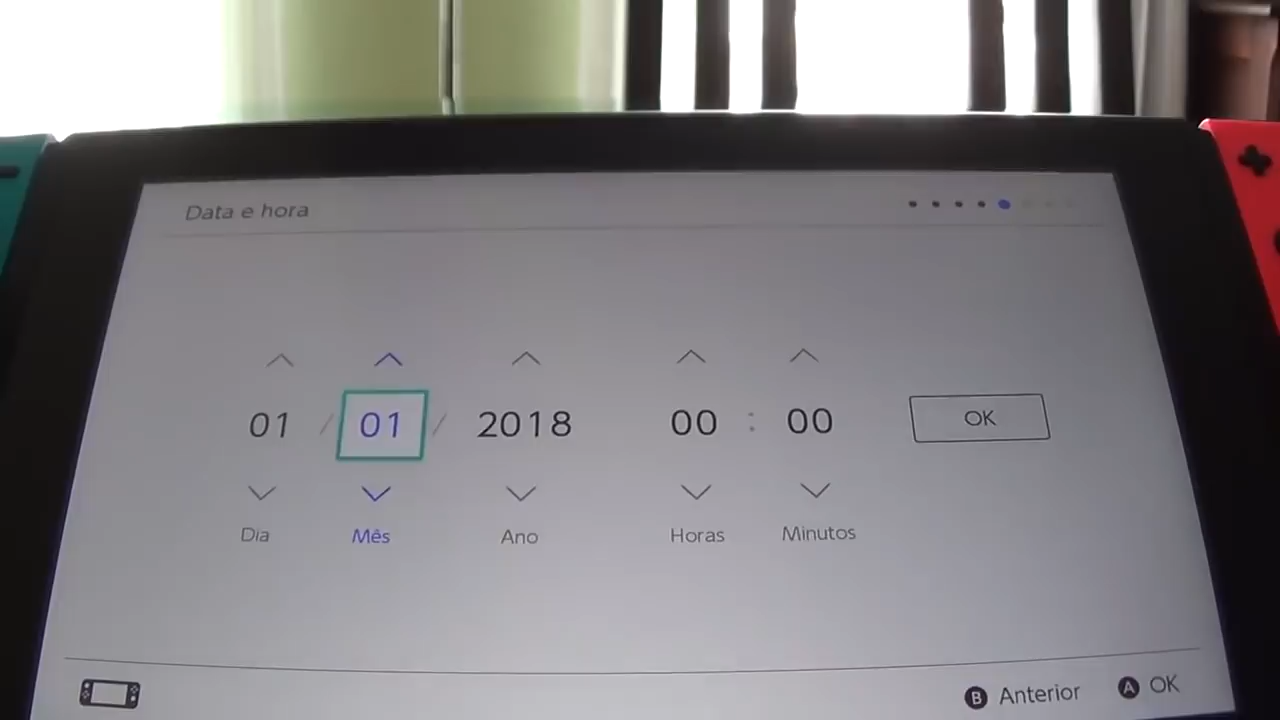 Data e hora
01 / 01 / 2018 00 : 00 OK
Dia Mês Ano Horas Minutos
B Anterior A OK